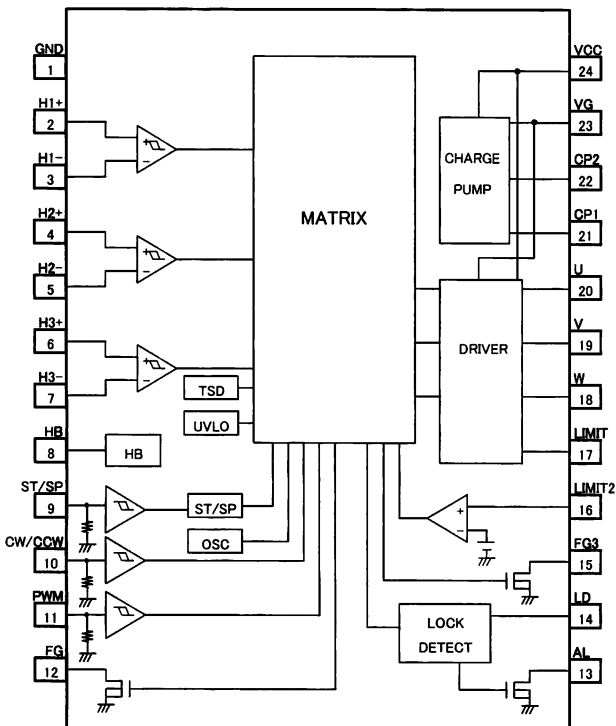 GND
1
H1+
2
H1-
3
H2+
4
H2-
5
H3+
6
H3-
7
HB
8
ST/SP
9
CW/CCW
10
PWM
11
FG
12
+
-
+
-
+
-
MATRIX
TSD
UVLO
HB
ST/SP
OSC
CHARGE
PUMP
DRIVER
+
-
LOCK
DETECT
VCC
24
VG
23
CP2
22
CP1
21
U
20
V
19
W
18
LIMIT
17
LIMIT2
16
FG3
15
LD
14
AL
13